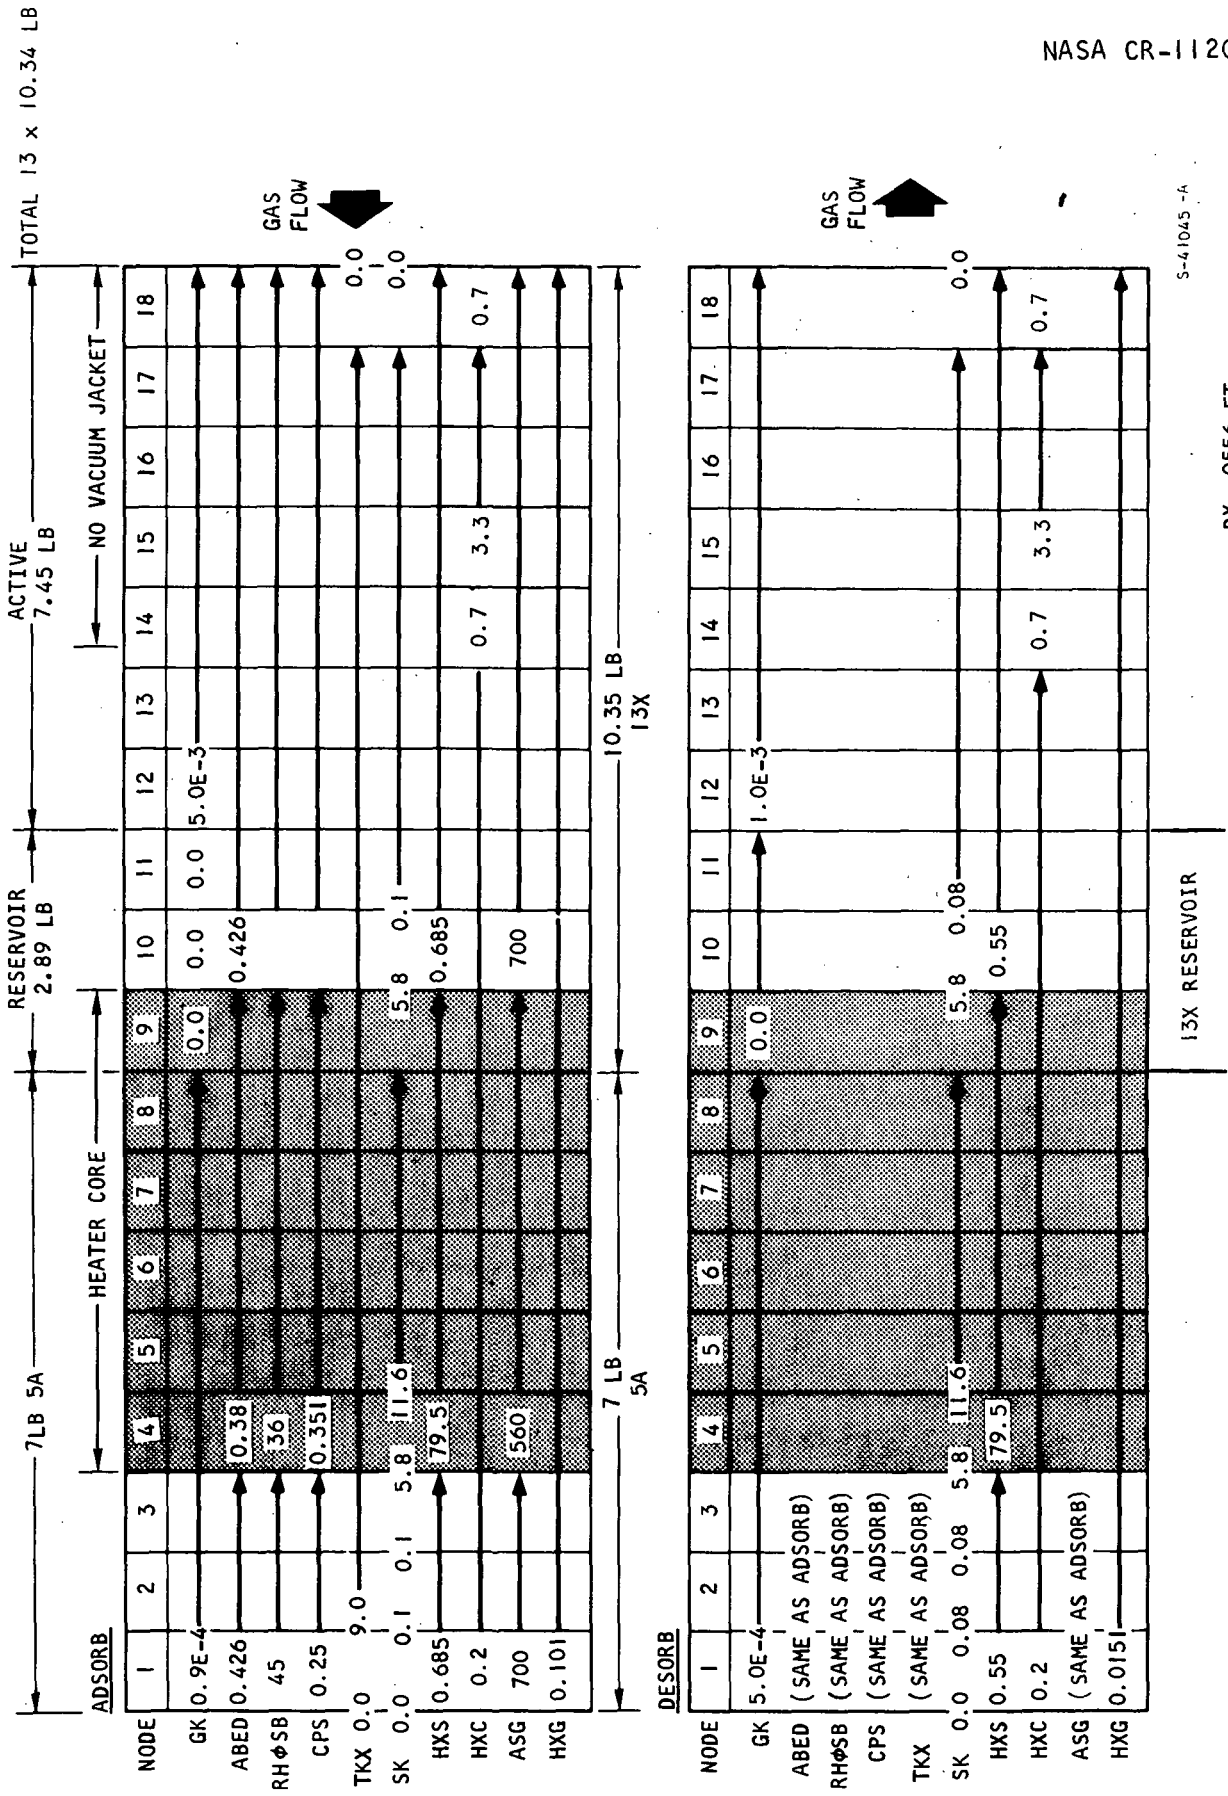 NASA CR-112
TOTAL 13 x 10.34 LB
7LB 5A
RESERVOIR
2.89 LB
ACTIVE
7.45 LB
HEATER CORE
NO VACUUM JACKET
ADSORB
NODE 1 2 3 4 5 6 7 8 9 10 11 12 13 14 15 16 17 18
GK 0.9E-4 0.0 0.0 0.0 5.0E-3
ABED 0.426 0.38 0.426
RHØSB 45 36
CPS 0.25 0.351
TKX 0.0 9.0 0.0
SK 0.0 0.1 0.1 5.8 11.6 5.8 0.1 0.0
HXS 0.685 79.5 0.685
HXC 0.2 0.7 3.3 0.7
ASG 700 560 700
HXG 0.101
GAS
FLOW
7 LB
5A
10.35 LB
13X
DESORB
NODE 1 2 3 4 5 6 7 8 9 10 11 12 13 14 15 16 17 18
GK 5.0E-4 0.0 1.0E-3
ABED (SAME AS ADSORB)
RHØSB (SAME AS ADSORB)
CPS (SAME AS ADSORB)
TKX (SAME AS ADSORB)
SK 0.0 0.08 0.08 5.8 11.6 5.8 0.08 0.0
HXS 0.55 79.5 0.55
HXC 0.2 0.7 3.3 0.7
ASG (SAME AS ADSORB)
HXG 0.0151
GAS
FLOW
13X RESERVOIR
S-41045-A